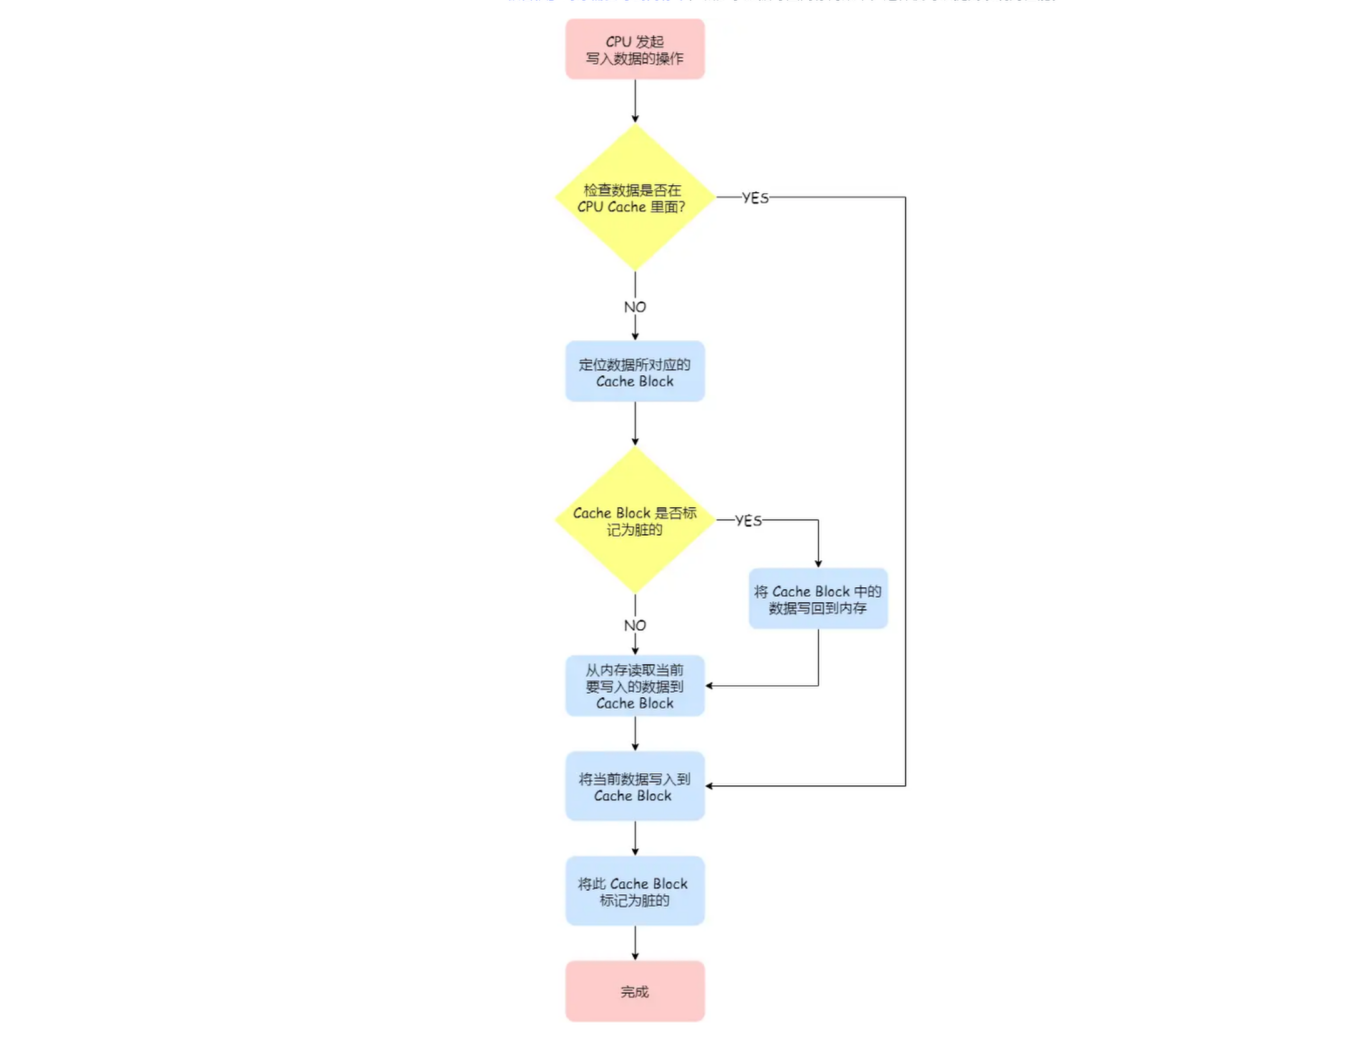 CPU 发起
写入数据的操作
检查数据是否在
CPU Cache 里面?
YES
NO
定位数据所对应的
Cache Block
Cache Block 是否标
记为脏的
YES
将 Cache Block 中的
数据写回到内存
NO
从内存读取当前
要写入的数据到
Cache Block
将当前数据写入到
Cache Block
将此 Cache Block
标记为脏的
完成